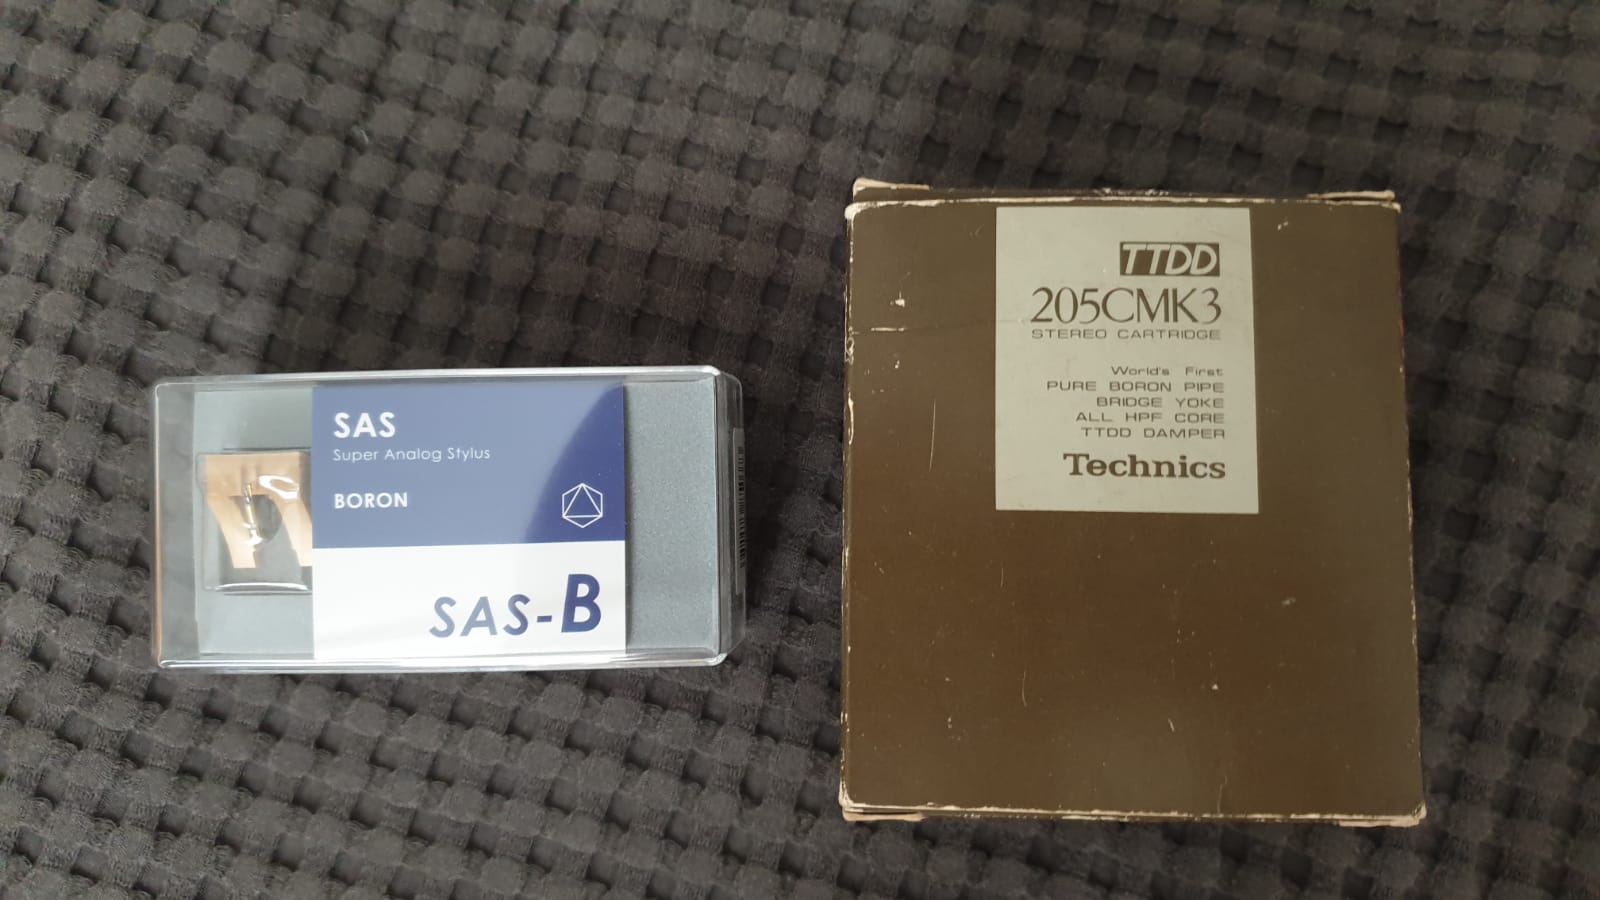 SAS
Super Analog Stylus
BORON
SAS-B
TTDD
205CMK3
STEREO CARTRIDGE
World's First
PURE BORON PIPE
BRIDGE YOKE
ALL HPF CORE
TTDD DAMPER
Technics